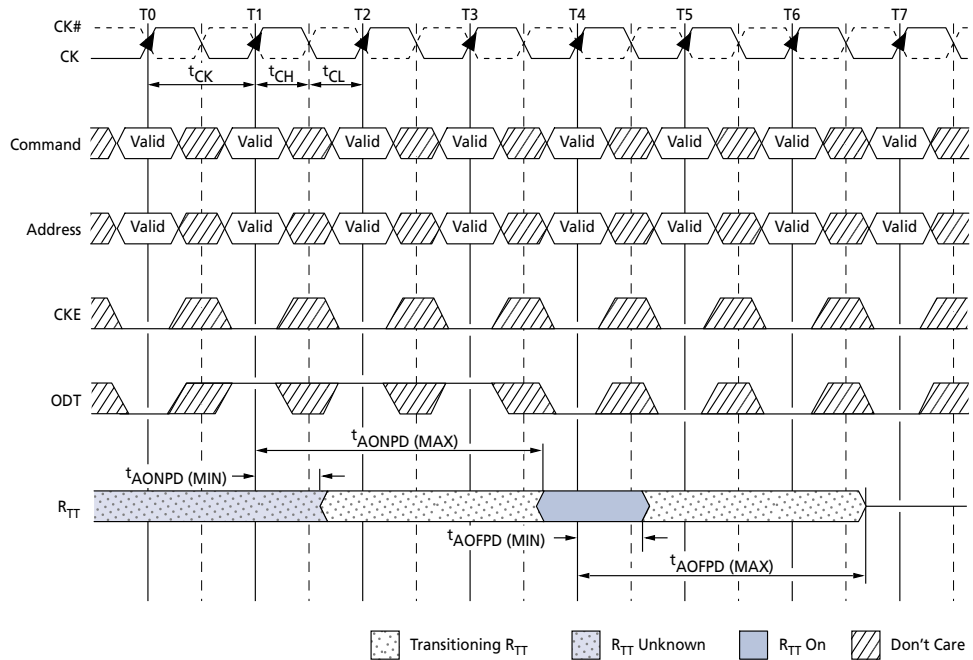 T0 T1 T2 T3 T4 T5 T6 T7
CK#
CK
tCK tCH tCL
Command Valid Valid Valid Valid Valid Valid Valid Valid
Address Valid Valid Valid Valid Valid Valid Valid Valid
CKE
ODT
tAONPD (MAX)
tAONPD (MIN)
RTT
tAOFPD (MIN)
tAOFPD (MAX)
Transitioning RTT RTT Unknown RTT On Don't Care